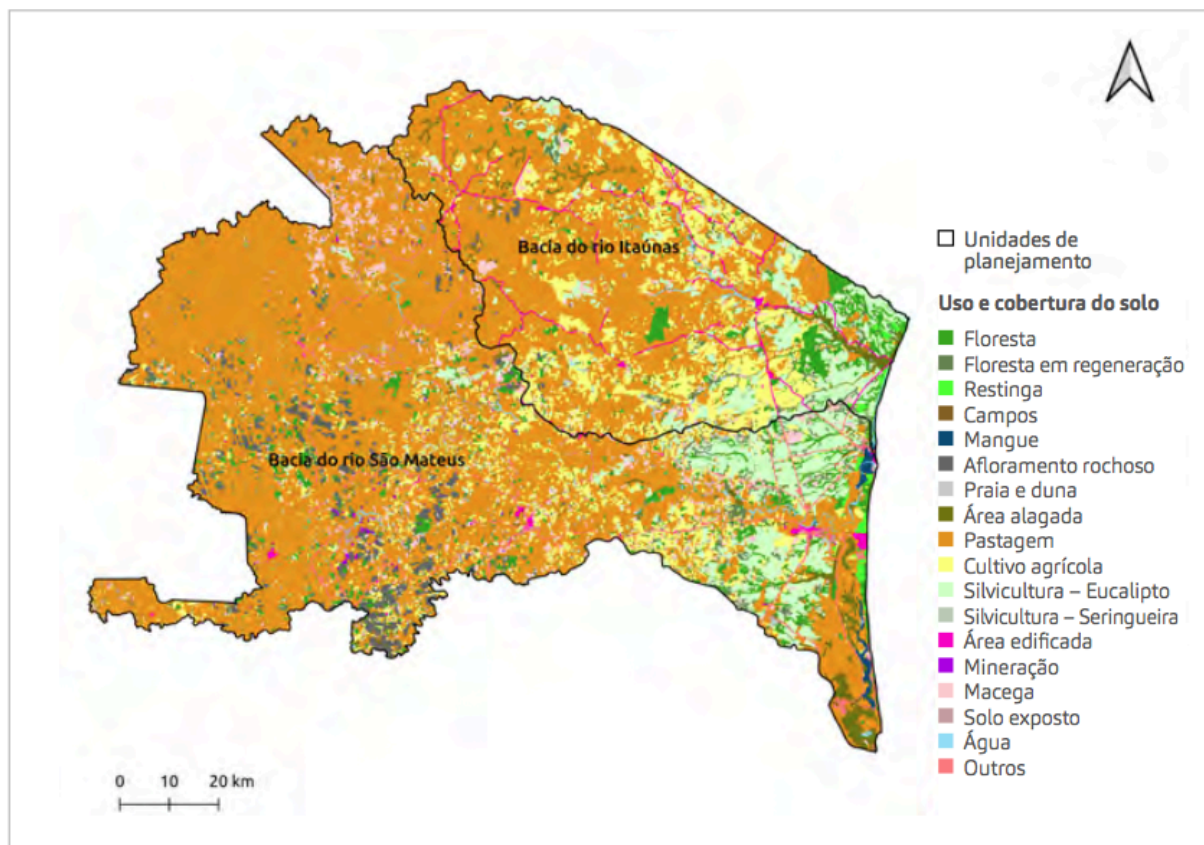 Bacia do rio Itaúnas
Bacia do rio São Mateus
0 10 20 km
Unidades de
planejamento
Uso e cobertura do solo
Floresta
Floresta em regeneração
Restinga
Campos
Mangue
Afloramento rochoso
Praia e duna
Área alagada
Pastagem
Cultivo agrícola
Silvicultura – Eucalipto
Silvicultura – Seringueira
Área edificada
Mineração
Macega
Solo exposto
Água
Outros